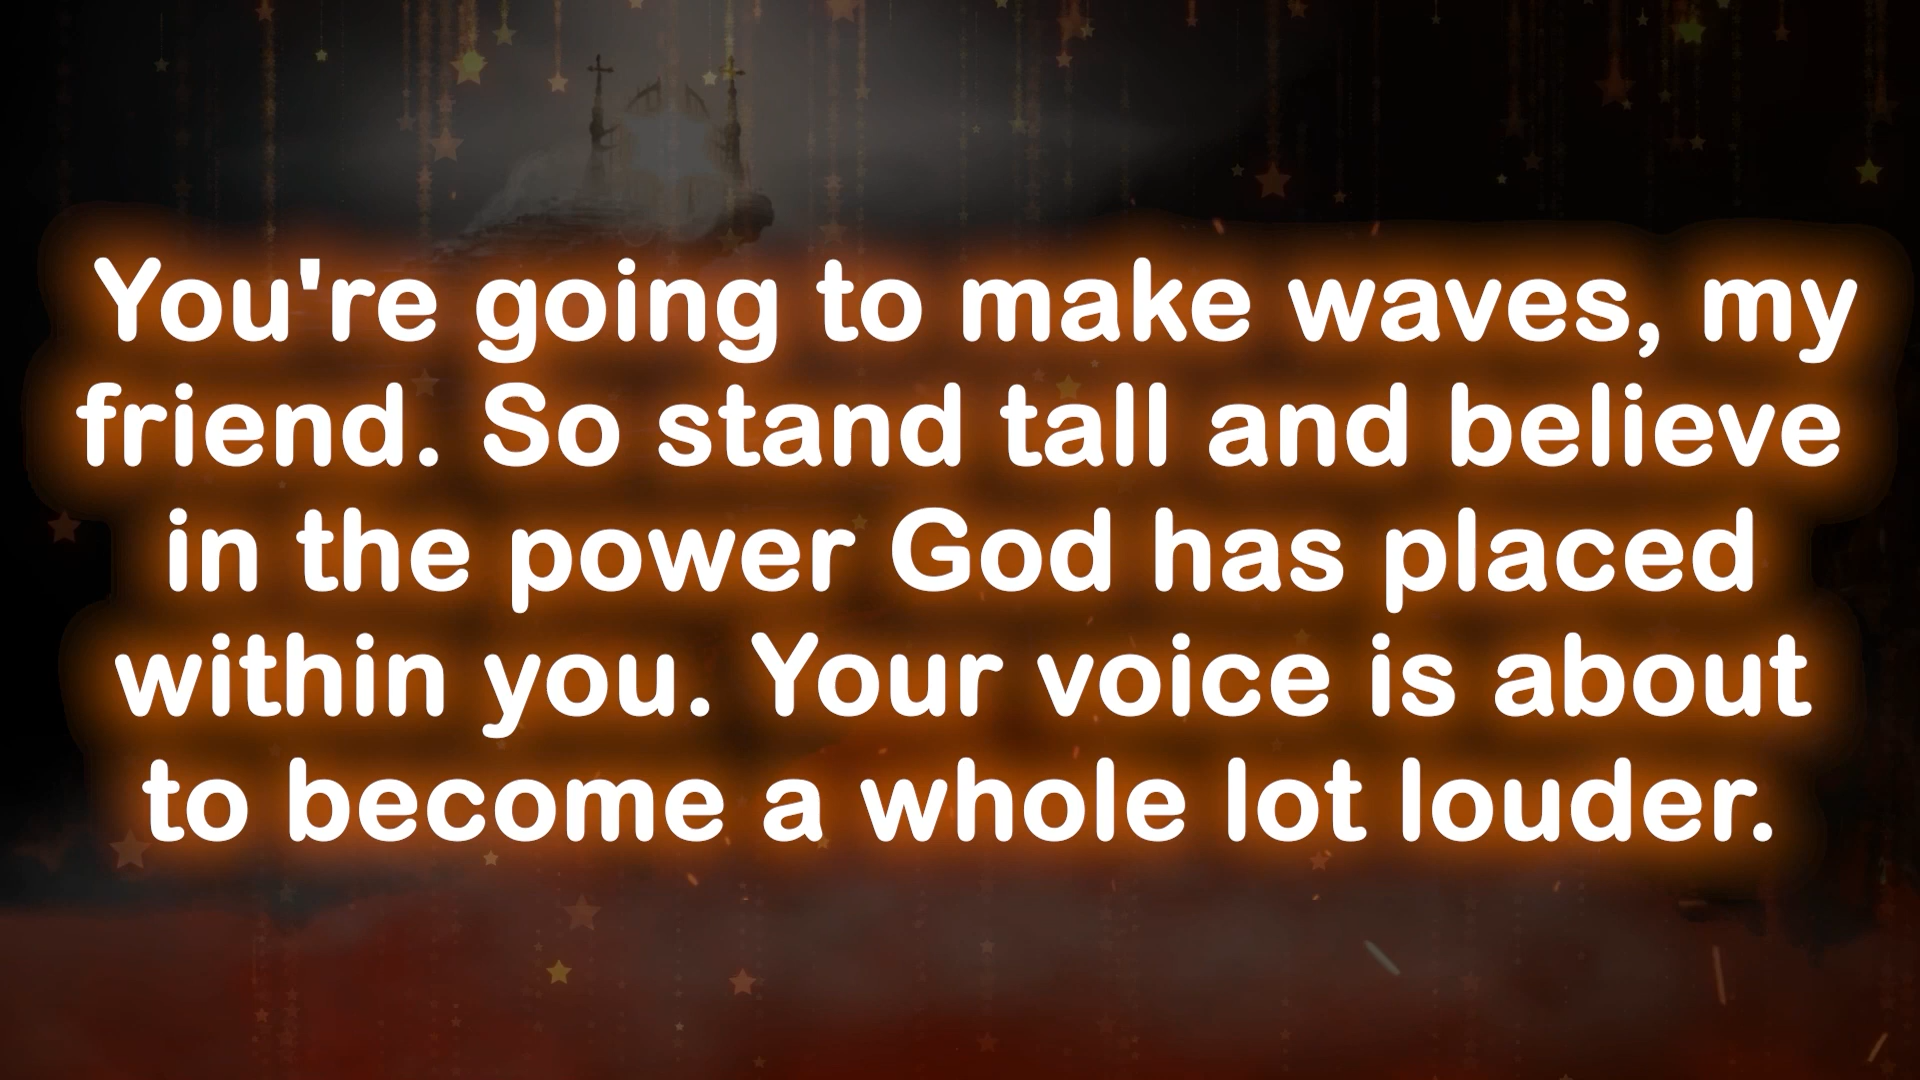 You're going to make waves, my
friend. So stand tall and believe
in the power God has placed
within you. Your voice is about
to become a whole lot louder.